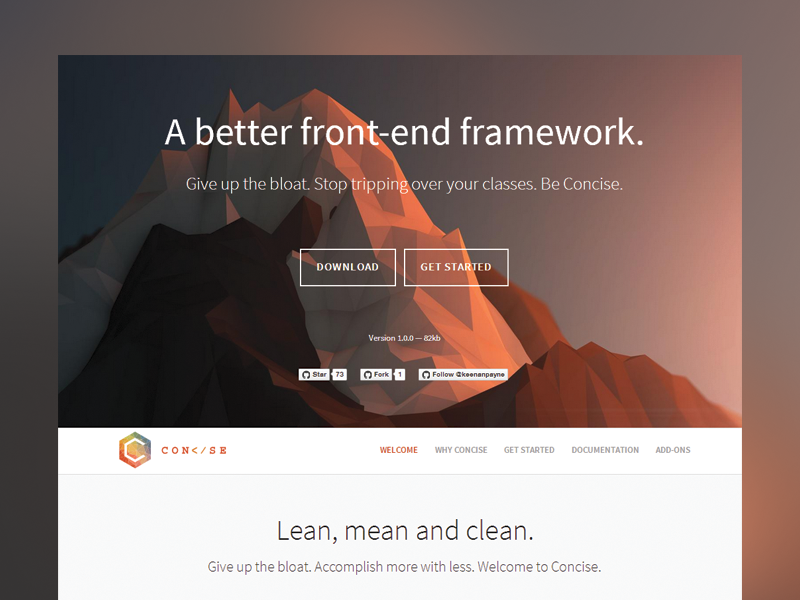 A better front-end framework.
Give up the bloat. Stop tripping over your classes. Be Concise.
DOWNLOAD GET STARTED
Version 1.0.0 — 82kb
Star 73 Fork 1 Follow @keenanpayne
CON</SE WELCOME WHY CONCISE GET STARTED DOCUMENTATION ADD-ONS
Lean, mean and clean.
Give up the bloat. Accomplish more with less. Welcome to Concise.